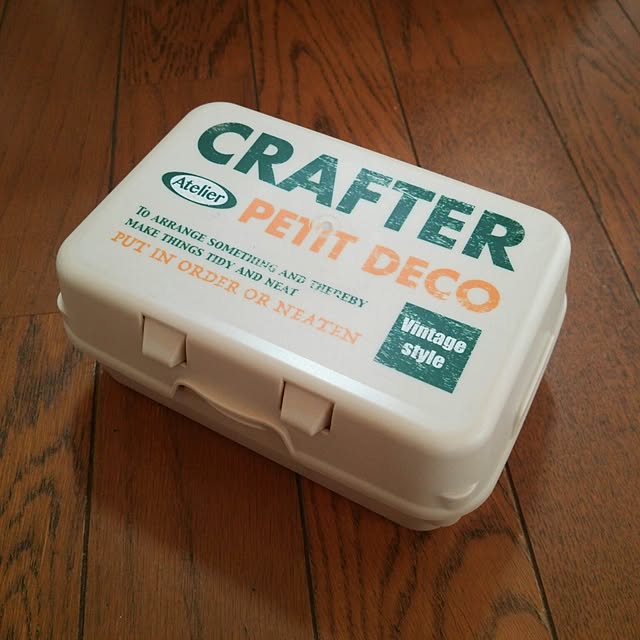 CRAFTER
Atelier
PETIT DECO
TO ARRANGE SOMETHING AND THEREBY
MAKE THINGS TIDY AND NEAT
PUT IN ORDER OR NEATEN
Vintage
style